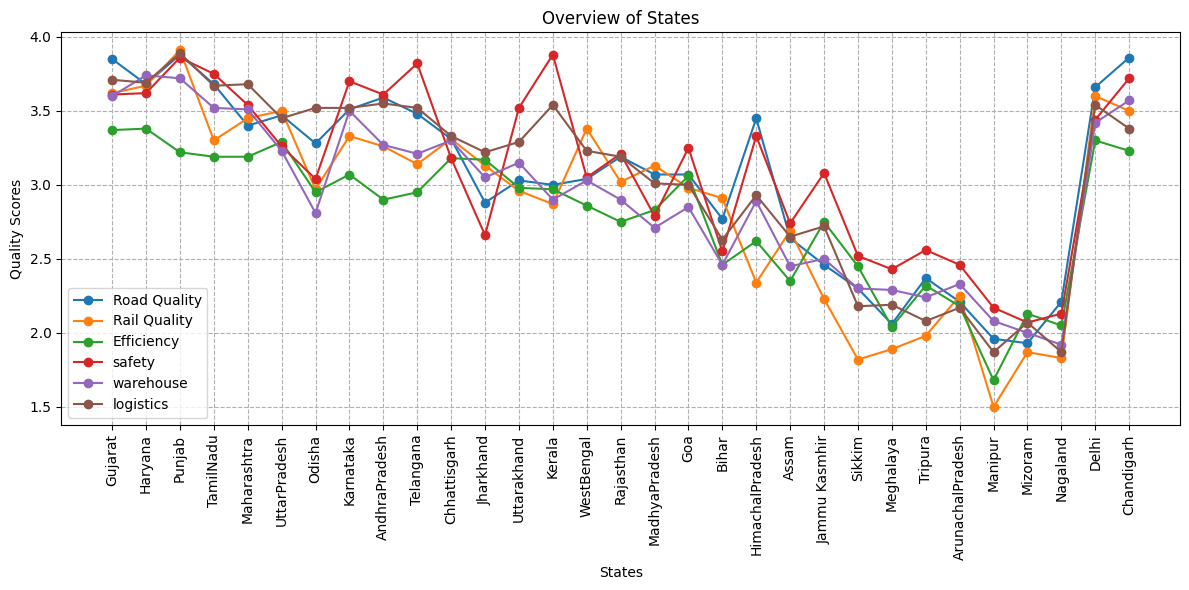 Overview of States
Quality Scores
4.0
3.5
3.0
2.5
2.0
1.5
Road Quality
Rail Quality
Efficiency
safety
warehouse
logistics
Gujarat
Haryana
Punjab
TamilNadu
Maharashtra
UttarPradesh
Odisha
Karnataka
AndhraPradesh
Telangana
Chhattisgarh
Jharkhand
Uttarakhand
Kerala
WestBengal
Rajasthan
MadhyaPradesh
Goa
Bihar
HimachalPradesh
Assam
Jammu Kasmhir
Sikkim
Meghalaya
Tripura
ArunachalPradesh
Manipur
Mizoram
Nagaland
Delhi
Chandigarh
States